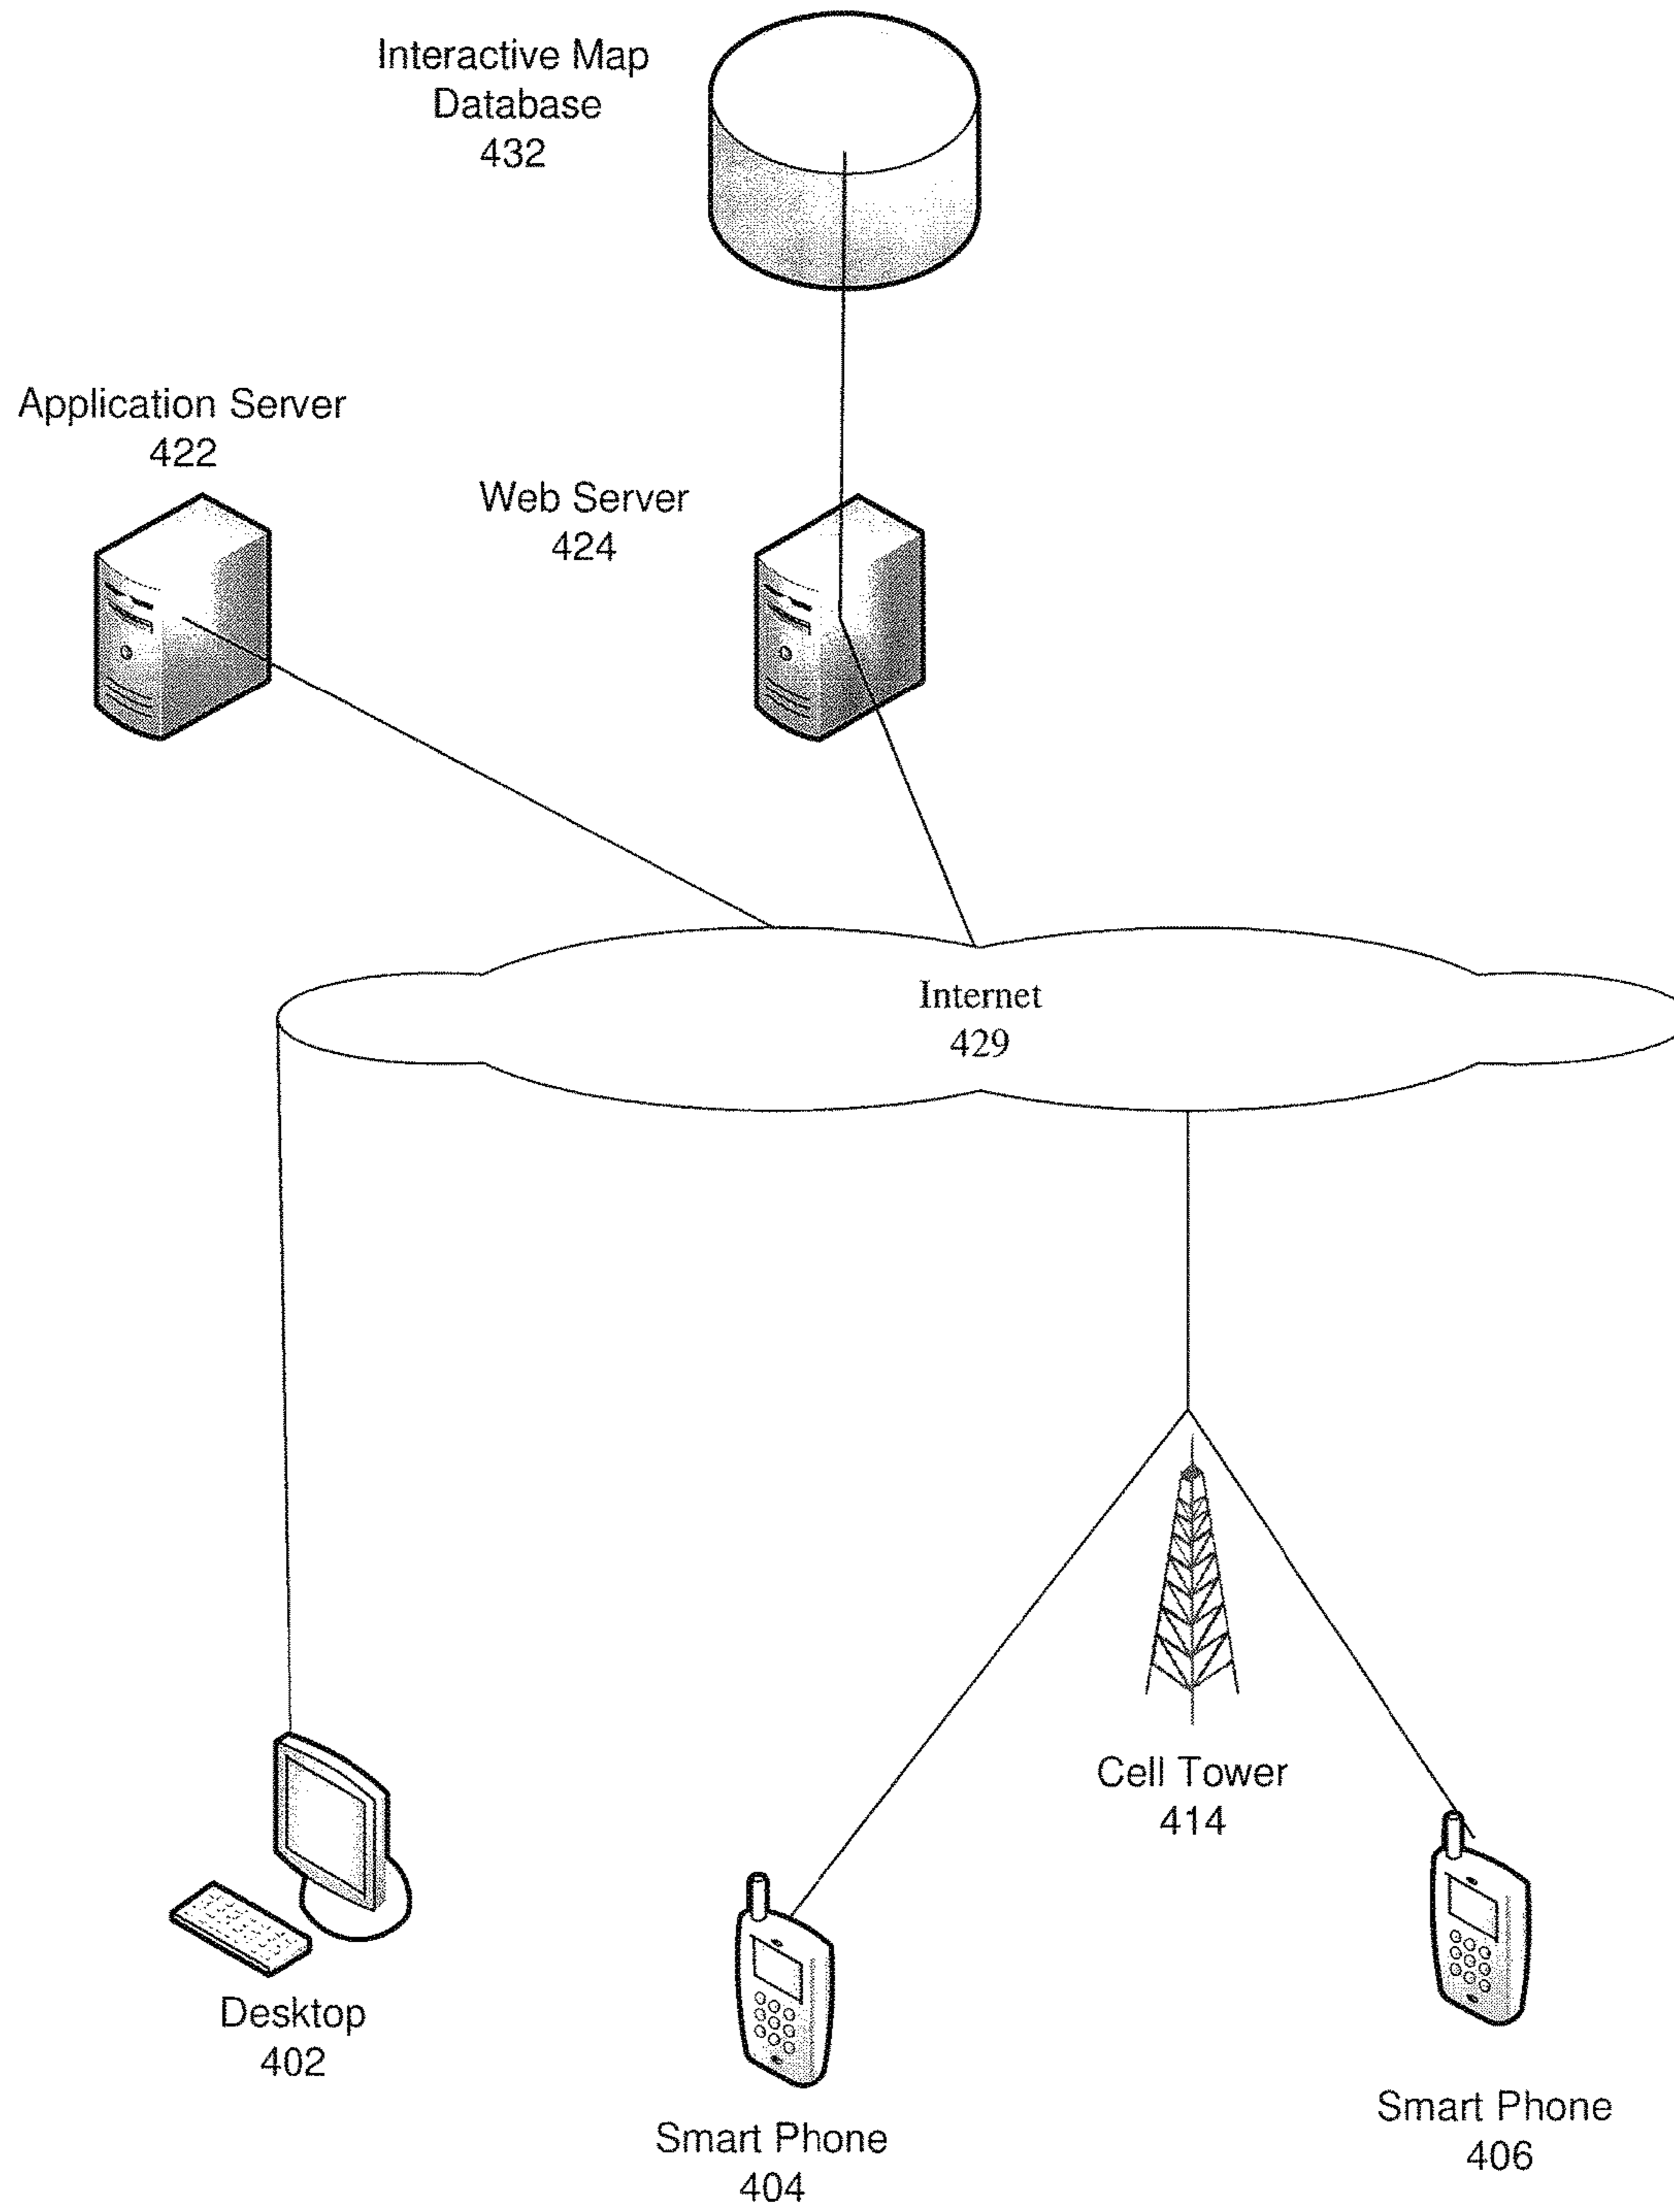 Interactive Map
Database
432
Application Server
422
Web Server
424
Internet
429
Cell Tower
414
Desktop
402
Smart Phone
404
Smart Phone
406